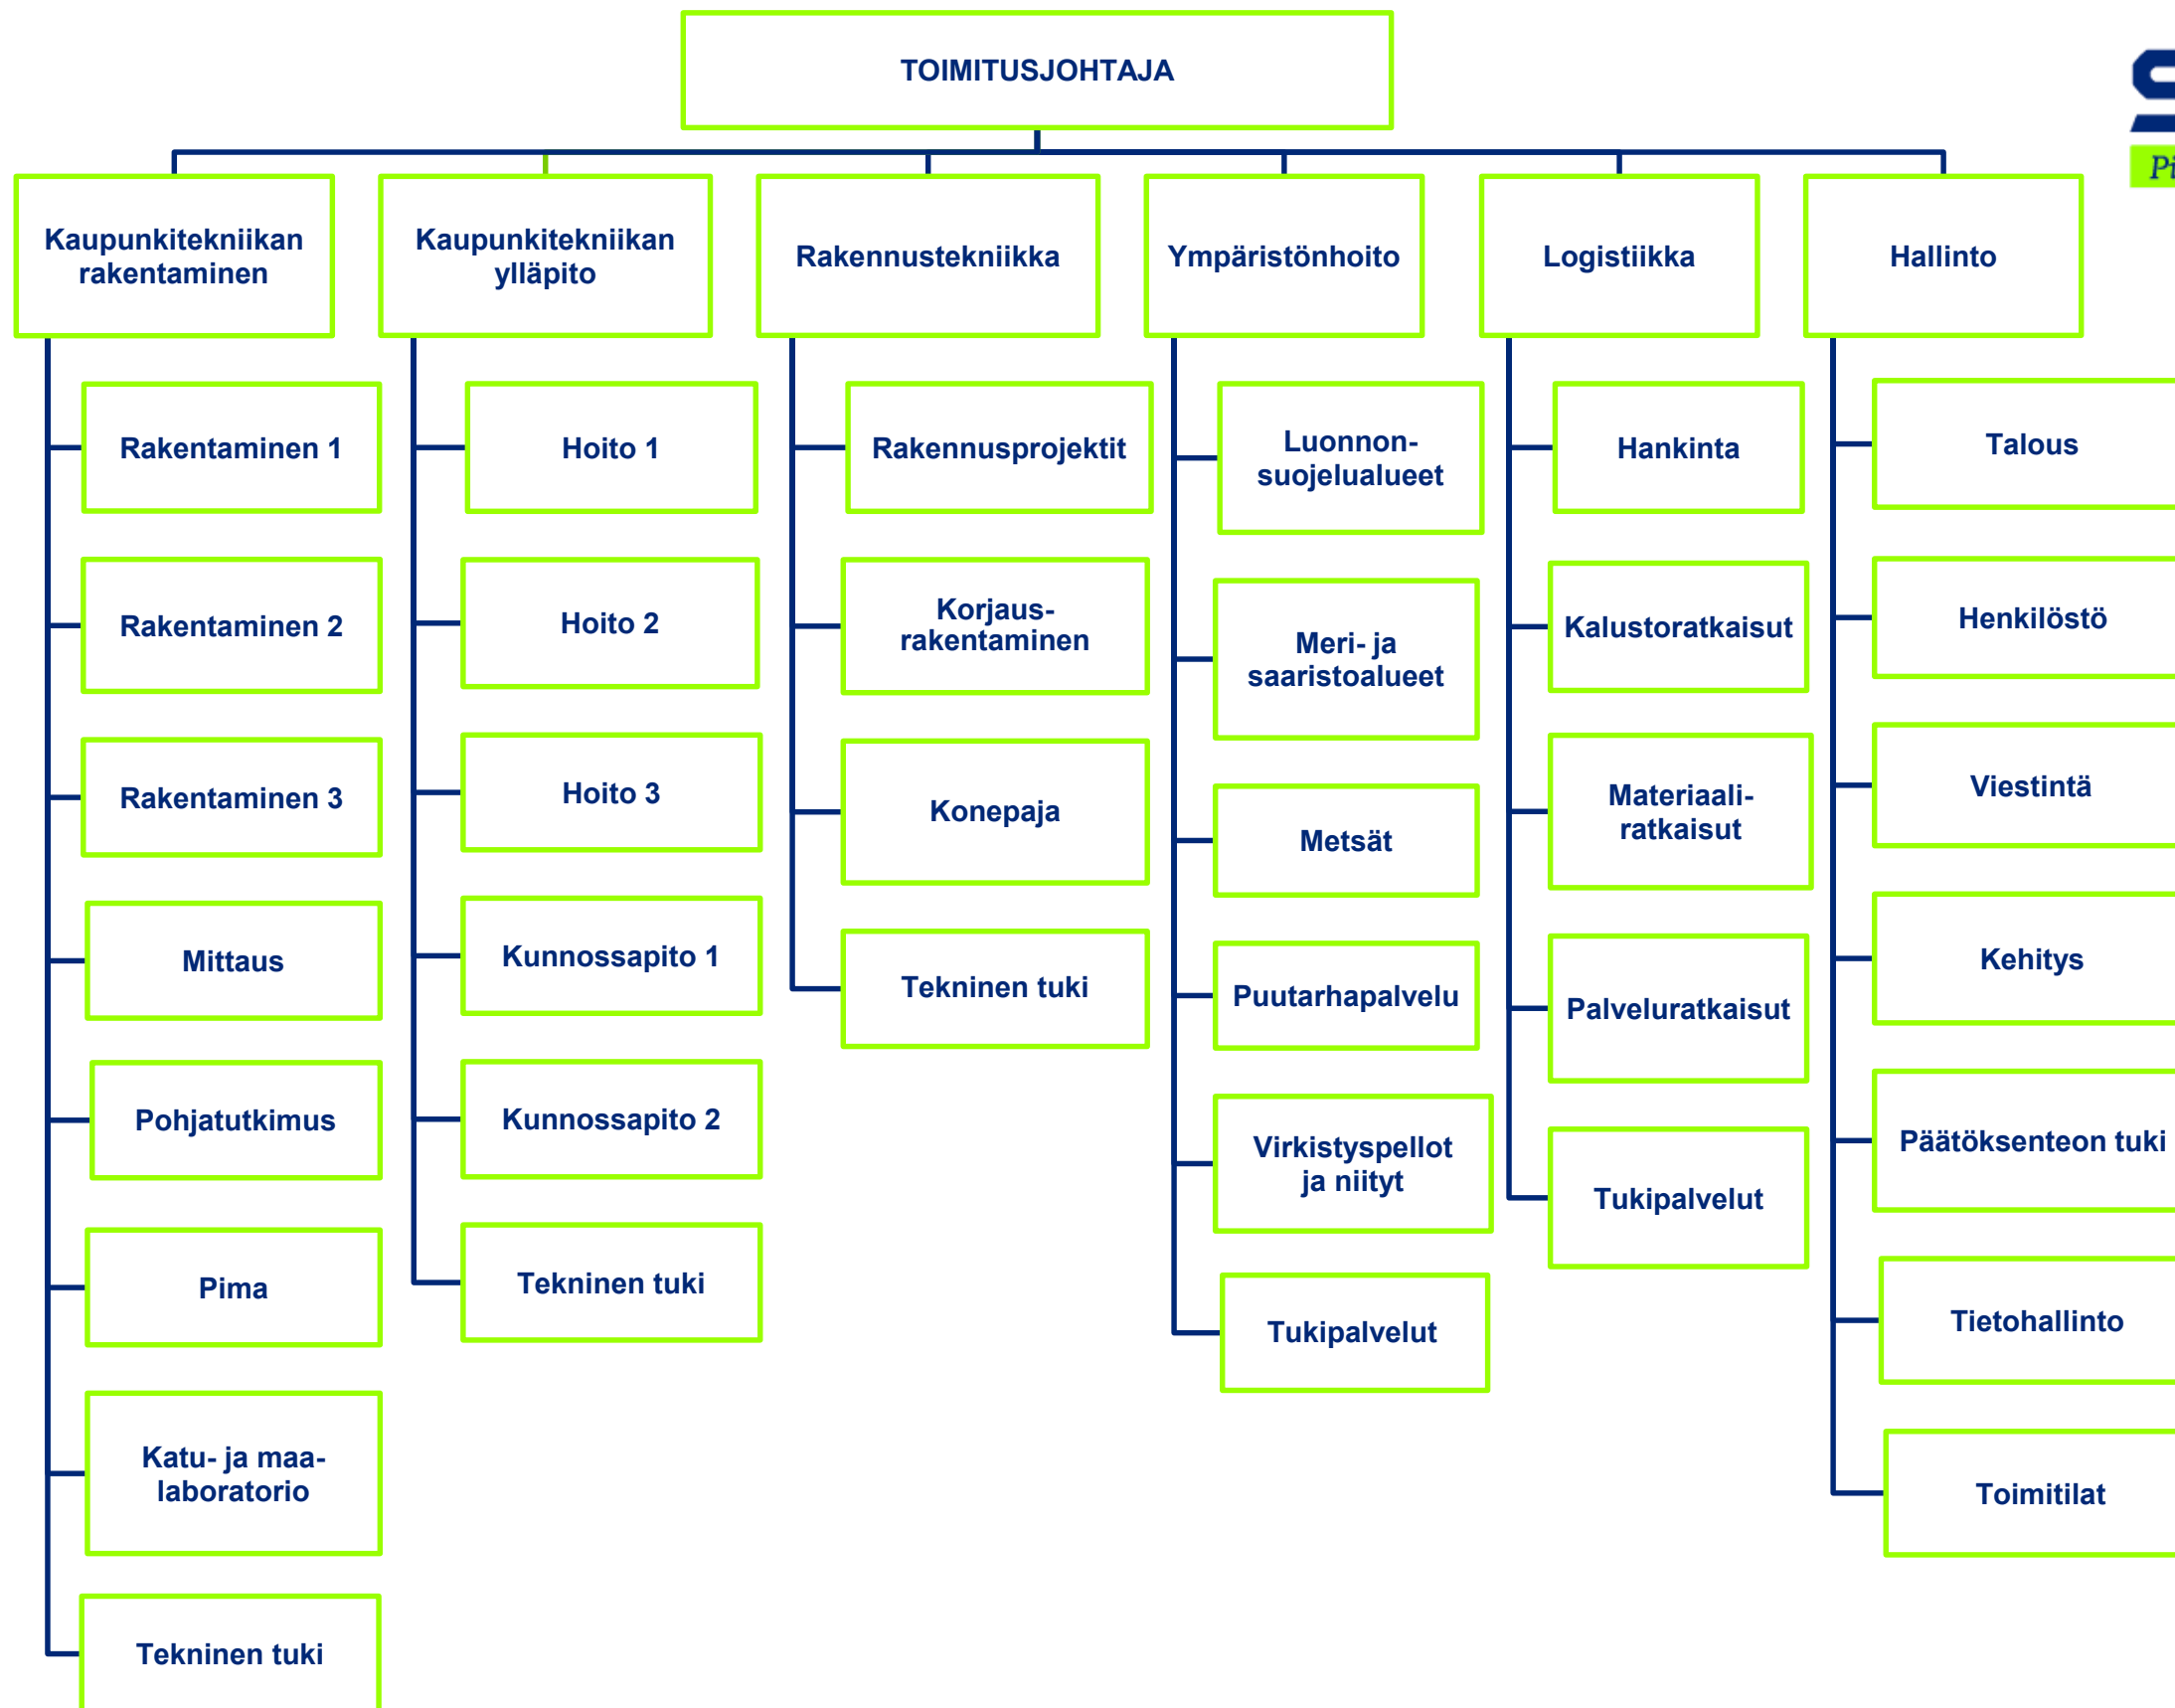 TOIMITUSJOHTAJA
Kaupunkitekniikan
rakentaminen
Rakentaminen 1
Rakentaminen 2
Rakentaminen 3
Mittaus
Pohjatutkimus
Pima
Katu- ja maa-
laboratorio
Tekninen tuki
Kaupunkitekniikan
ylläpito
Hoito 1
Hoito 2
Hoito 3
Kunnossapito 1
Kunnossapito 2
Tekninen tuki
Rakennustekniikka
Rakennusprojektit
Korjaus-
rakentaminen
Konepaja
Tekninen tuki
Ympäristönhoito
Luonnon-
suojelualueet
Meri- ja
saaristoalueet
Metsät
Puutarhapalvelu
Virkistyspellot
ja niityt
Tukipalvelut
Logistiikka
Hankinta
Kalustoratkaisut
Materiaali-
ratkaisut
Palveluratkaisut
Tukipalvelut
Hallinto
Talous
Henkilöstö
Viestintä
Kehitys
Päätöksenteon tuki
Tietohallinto
Toimitilat